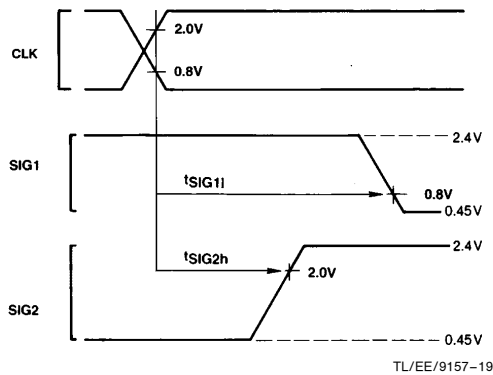 CLK
2.0V
0.8V
SIG1
2.4V
tSIG1l
0.8V
0.45V
SIG2
2.4V
tSIG2h
2.0V
0.45V
TL/EE/9157–19